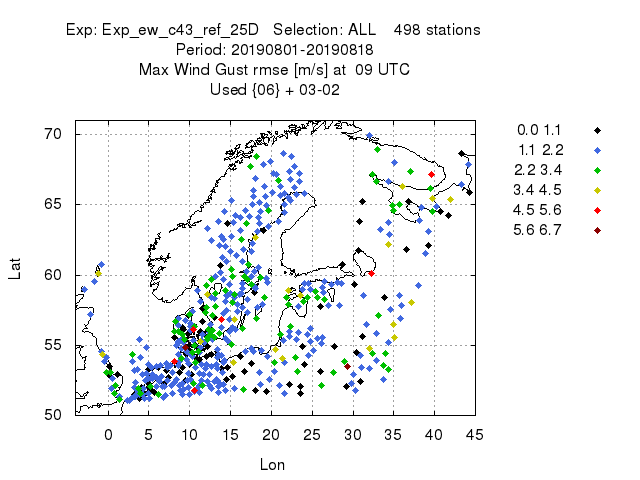 Exp: Exp_ew_c43_ref_25D   Selection: ALL    498 stations
Period: 20190801-20190818
Max Wind Gust rmse [m/s] at  09 UTC
Used {06} + 03-02
70
65
60
55
50
Lat
0 5 10 15 20 25 30 35 40 45
Lon
0.0 1.1
1.1 2.2
2.2 3.4
3.4 4.5
4.5 5.6
5.6 6.7